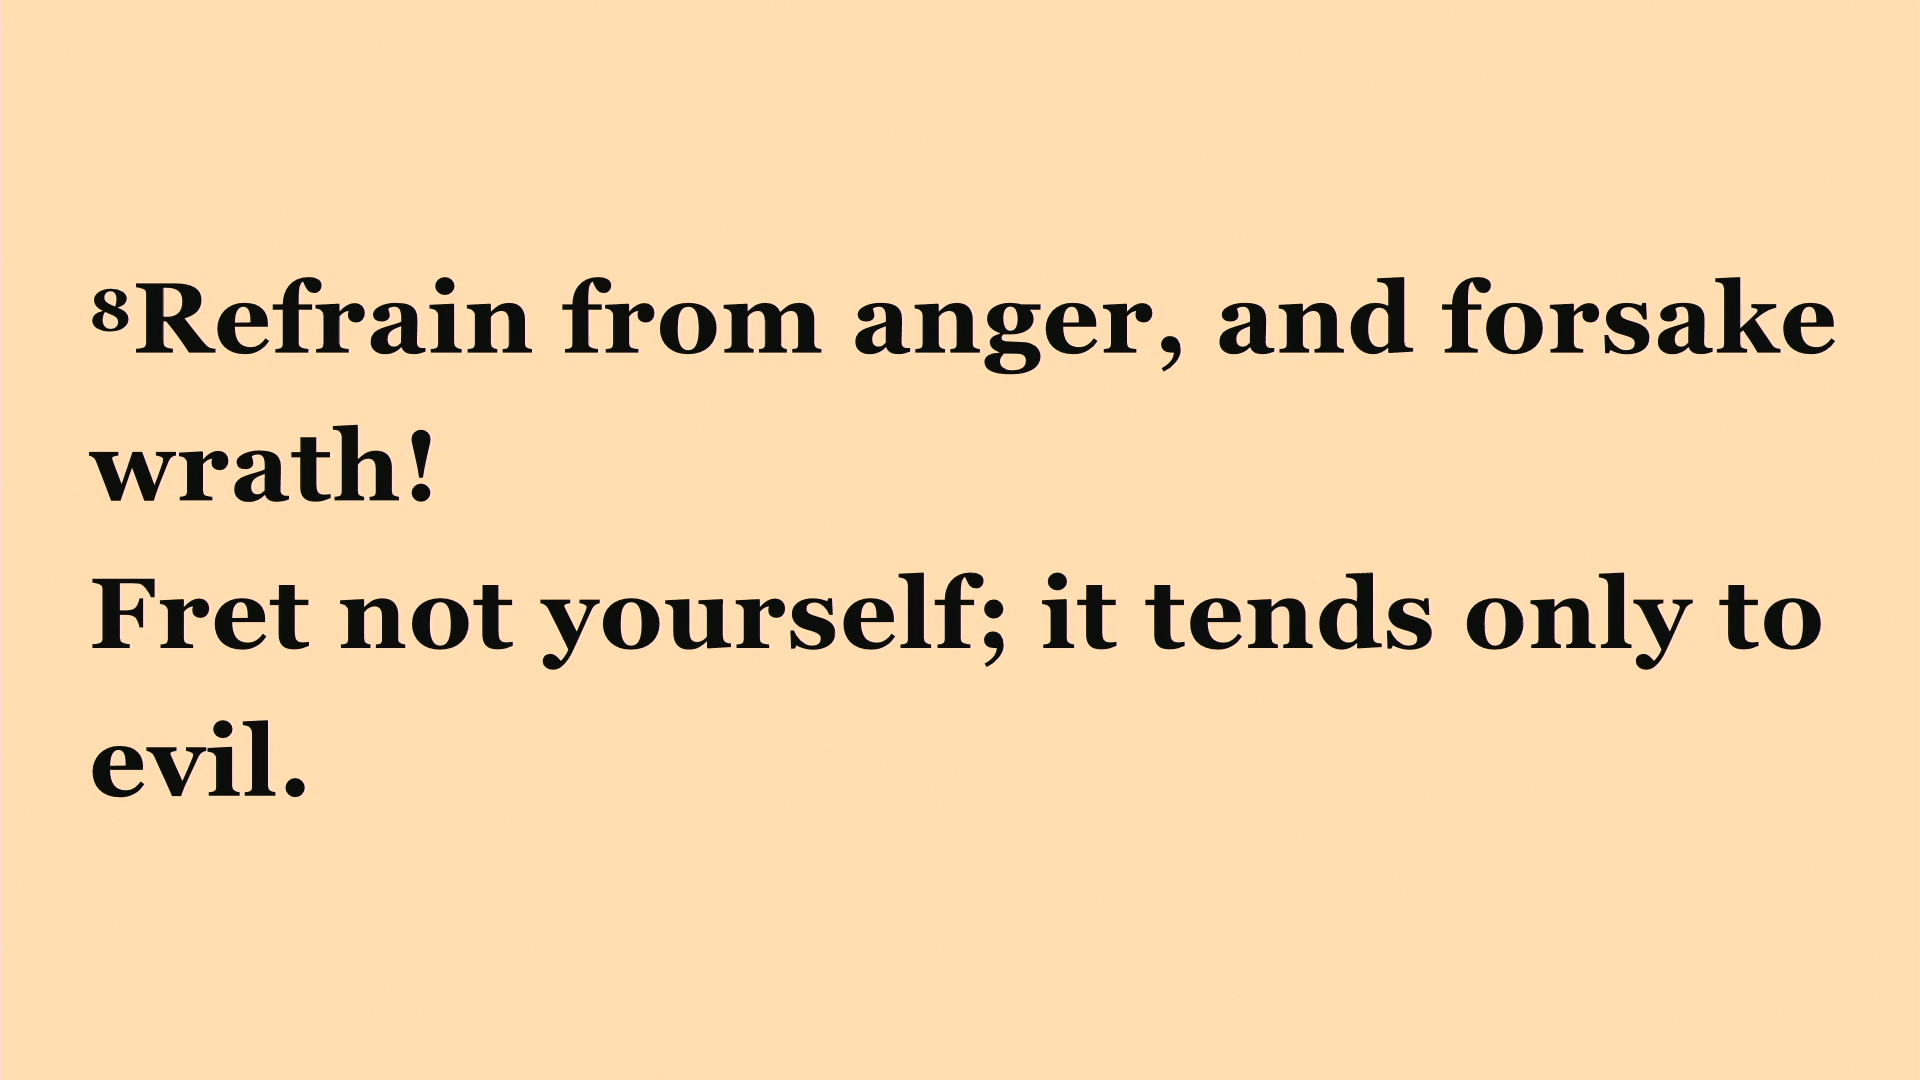 ⁸Refrain from anger, and forsake
wrath!
Fret not yourself; it tends only to
evil.